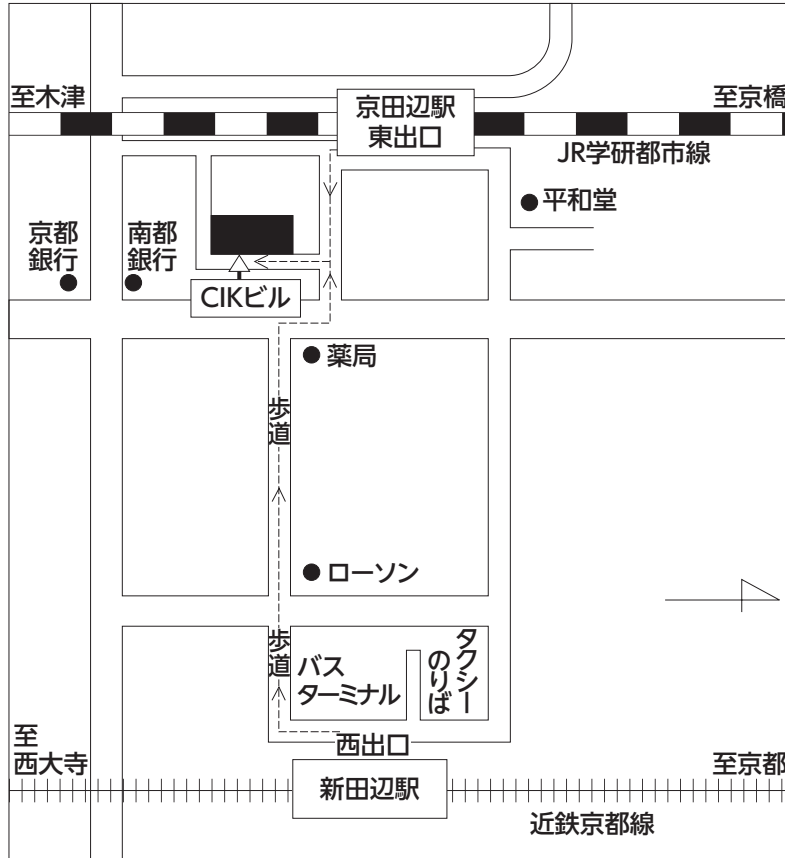 至木津
京田辺駅
東出口
至京橋
JR学研都市線
平和堂
京都
銀行
南都
銀行
CIKビル
薬局
歩道
ローソン
歩道
バス
ターミナル
タクシー
のりば
西出口
至
西大寺
新田辺駅
至京都
近鉄京都線